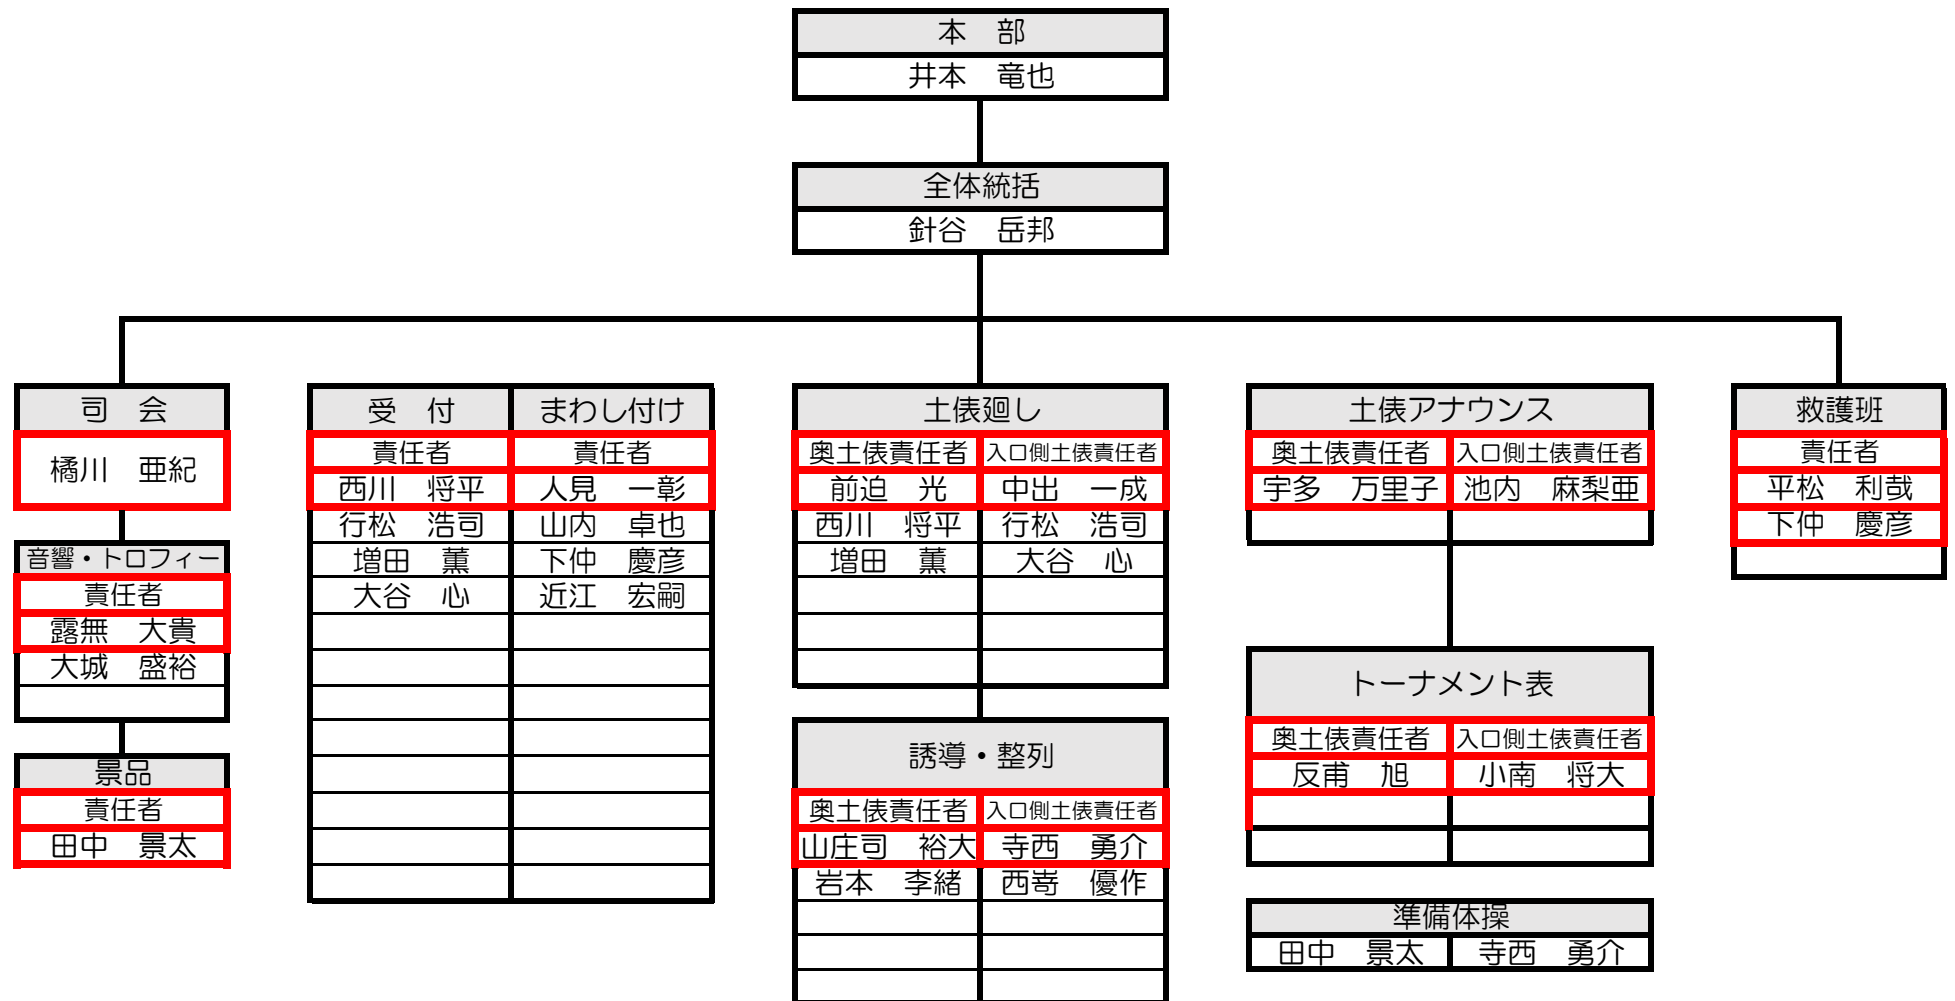 本　部
井本　竜也
全体統括
針谷　岳邦
司　会
橘川　亜紀
音響・トロフィー
責任者
露無　大貴
大城　盛裕
景品
責任者
田中　景太
受　付　まわし付け
責任者　責任者
西川　将平　人見　一彰
行松　浩司　山内　卓也
増田　薫　下仲　慶彦
大谷　心　近江　宏嗣
土俵廻し
奥土俵責任者　入口側土俵責任者
前迫　光　中出　一成
西川　将平　行松　浩司
増田　薫　大谷　心
誘導・整列
奥土俵責任者　入口側土俵責任者
山庄司　裕大　寺西　勇介
岩本　李緒　西嵜　優作
土俵アナウンス
奥土俵責任者　入口側土俵責任者
宇多　万里子　池内　麻梨亜
トーナメント表
奥土俵責任者　入口側土俵責任者
反甫　旭　小南　将大
準備体操
田中　景太　寺西　勇介
救護班
責任者
平松　利哉
下仲　慶彦